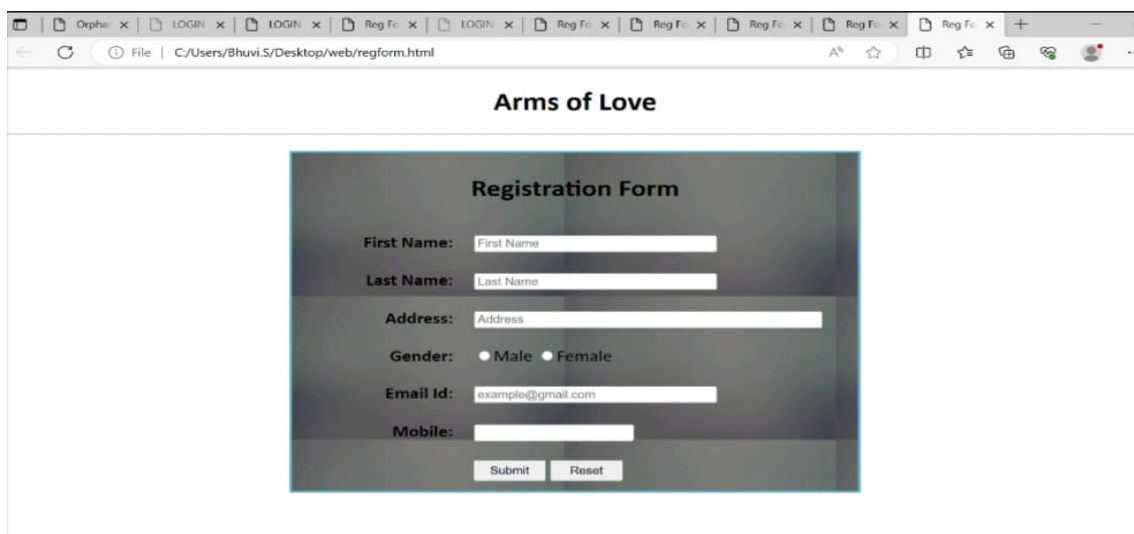 Orphan LOGIN LOGIN Reg Fo LOGIN Reg Fo Reg Fo Reg Fo Reg Fo Reg Fo
File | C:/Users/Bhuvi.S/Desktop/web/regform.html
Arms of Love
Registration Form
First Name: First Name
Last Name: Last Name
Address: Address
Gender: Male Female
Email Id: example@gmail.com
Mobile:
Submit Reset